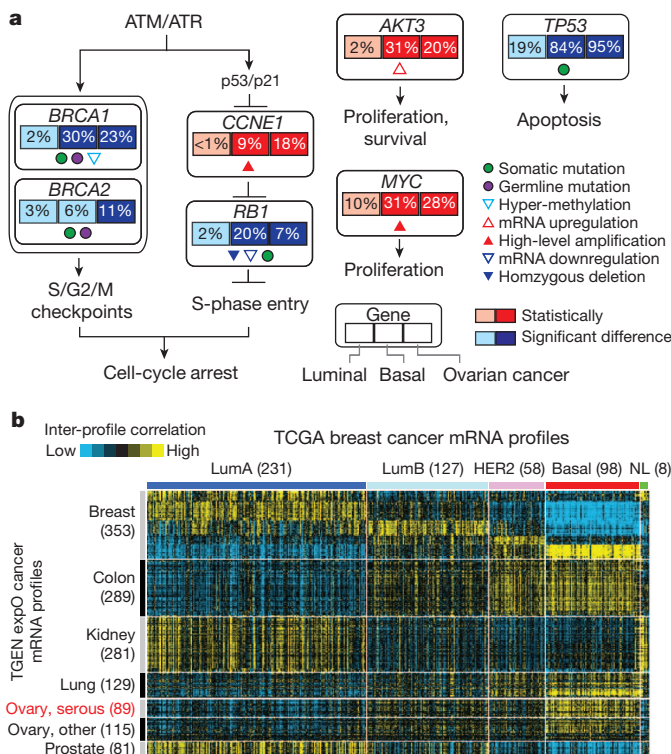 a
ATM/ATR
BRCA1
2% 30% 23%
BRCA2
3% 6% 11%
S/G2/M
checkpoints
p53/p21
CCNE1
<1% 9% 18%
RB1
2% 20% 7%
S-phase entry
Cell-cycle arrest
AKT3
2% 31% 20%
Proliferation,
survival
MYC
10% 31% 28%
Proliferation
TP53
19% 84% 95%
Apoptosis
Somatic mutation
Germline mutation
Hyper-methylation
mRNA upregulation
High-level amplification
mRNA downregulation
Homzygous deletion
Gene
Luminal Basal Ovarian cancer
Statistically
Significant difference
b
Inter-profile correlation
Low High
TCGA breast cancer mRNA profiles
LumA (231) LumB (127) HER2 (58) Basal (98) NL (8)
TGEN expO cancer
mRNA profiles
Breast
(353)
Colon
(289)
Kidney
(281)
Lung (129)
Ovary, serous (89)
Ovary, other (115)
Prostate (81)